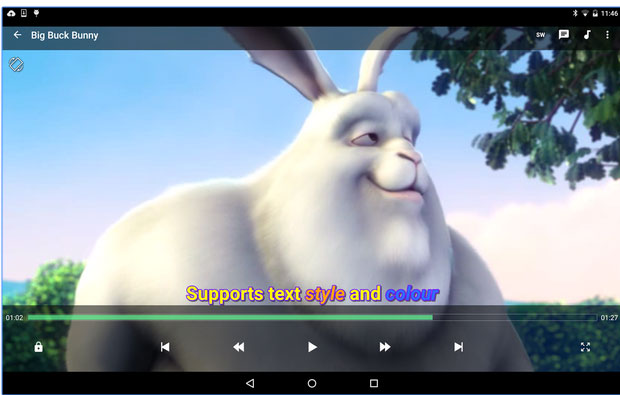 11:46
Big Buck Bunny
SW
Supports text style and colour
01:02
01:27